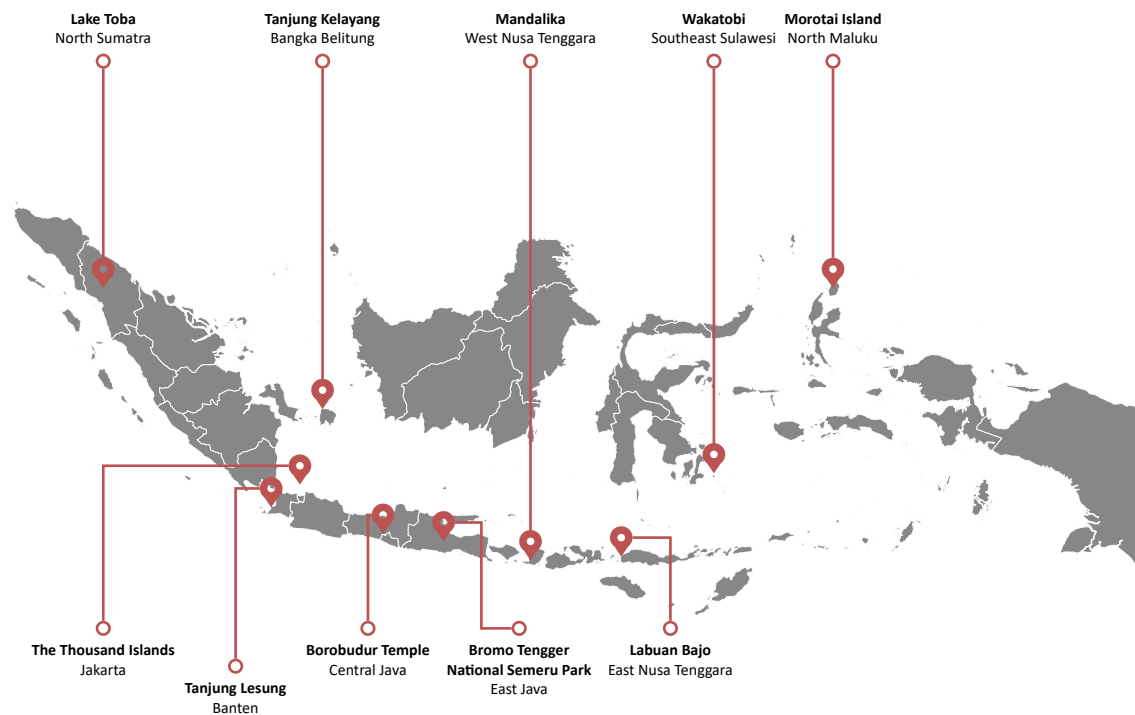 Lake Toba
North Sumatra
Tanjung Kelayang
Bangka Belitung
Mandalika
West Nusa Tenggara
Wakatobi
Southeast Sulawesi
Morotai Island
North Maluku
The Thousand Islands
Jakarta
Tanjung Lesung
Banten
Borobudur Temple
Central Java
Bromo Tengger
National Semeru Park
East Java
Labuan Bajo
East Nusa Tenggara